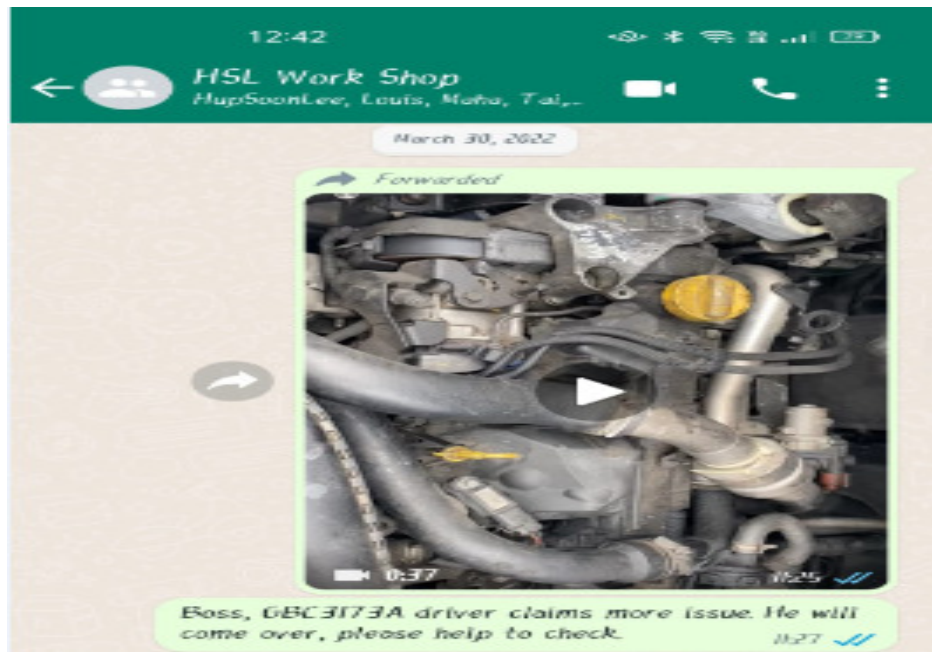 12:42
HSL Work Shop
HupSoonLee, Louis, Maha, Tai,..
March 30, 2022
Forwarded
0:37
11:25
Boss, GBC3173A driver claims more issue. He will
come over, please help to check.
11:27